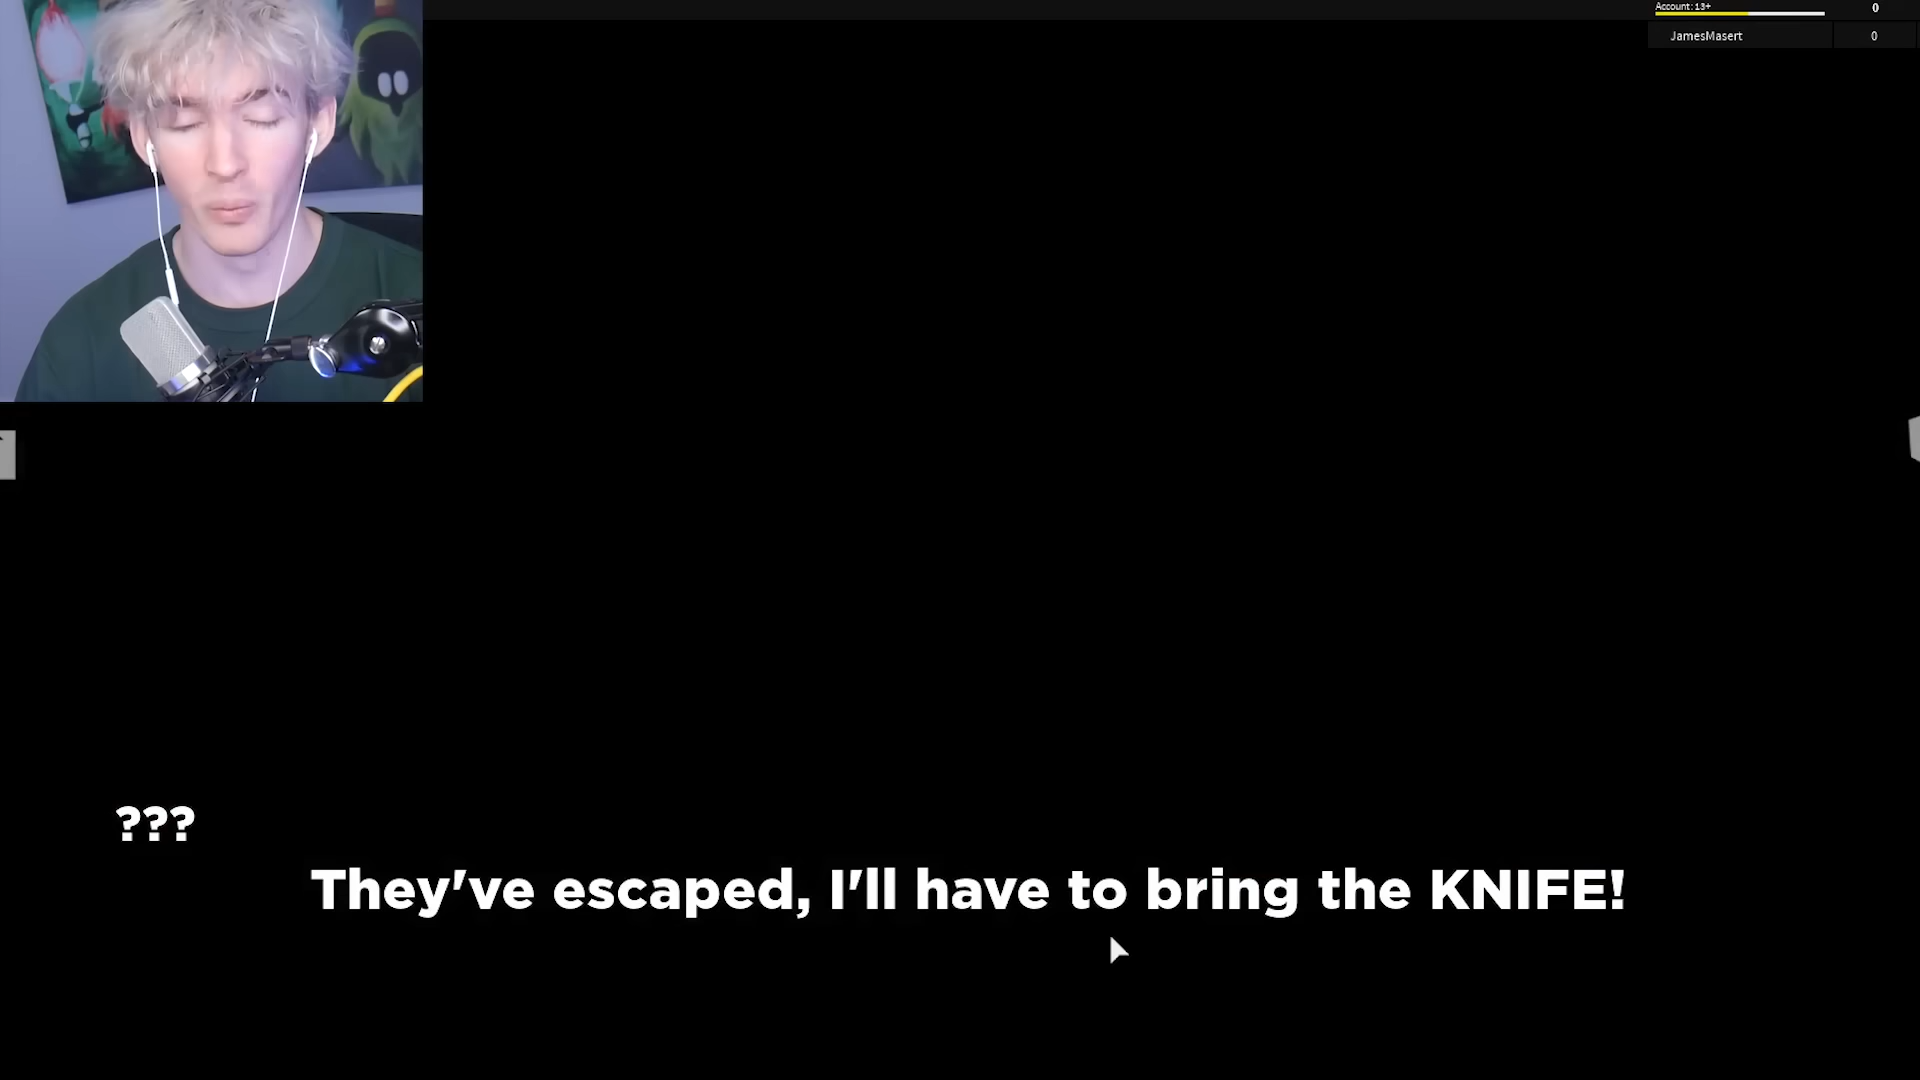 Account: 13+
0
JamesMasert
0
???
They've escaped, I'll have to bring the KNIFE!